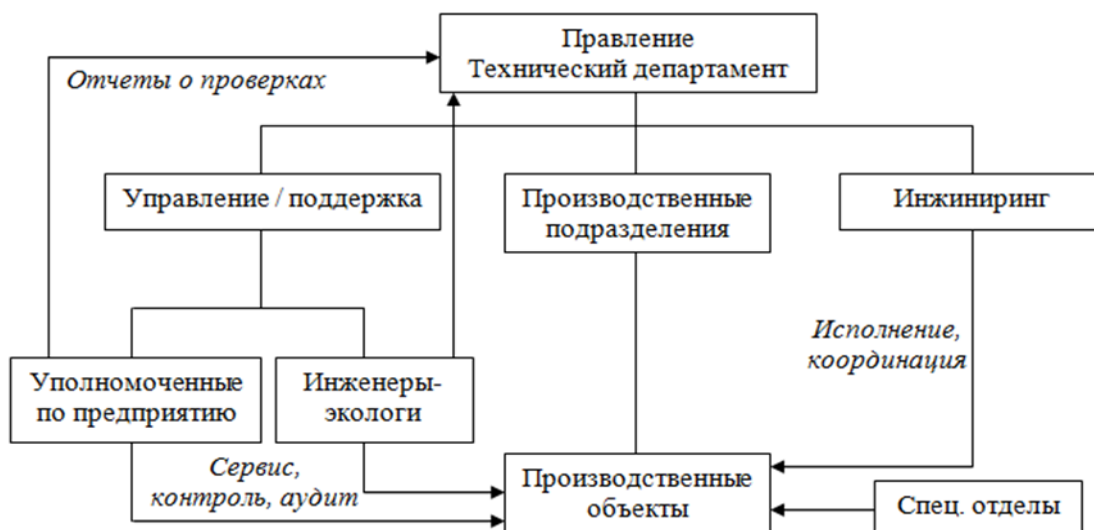 Правление
Технический департамент
Отчеты о проверках
Управление / поддержка
Производственные
подразделения
Инжиниринг
Исполнение,
координация
Уполномоченные
по предприятию
Инженеры-
экологи
Сервис,
контроль, аудит
Производственные
объекты
Спец. отделы